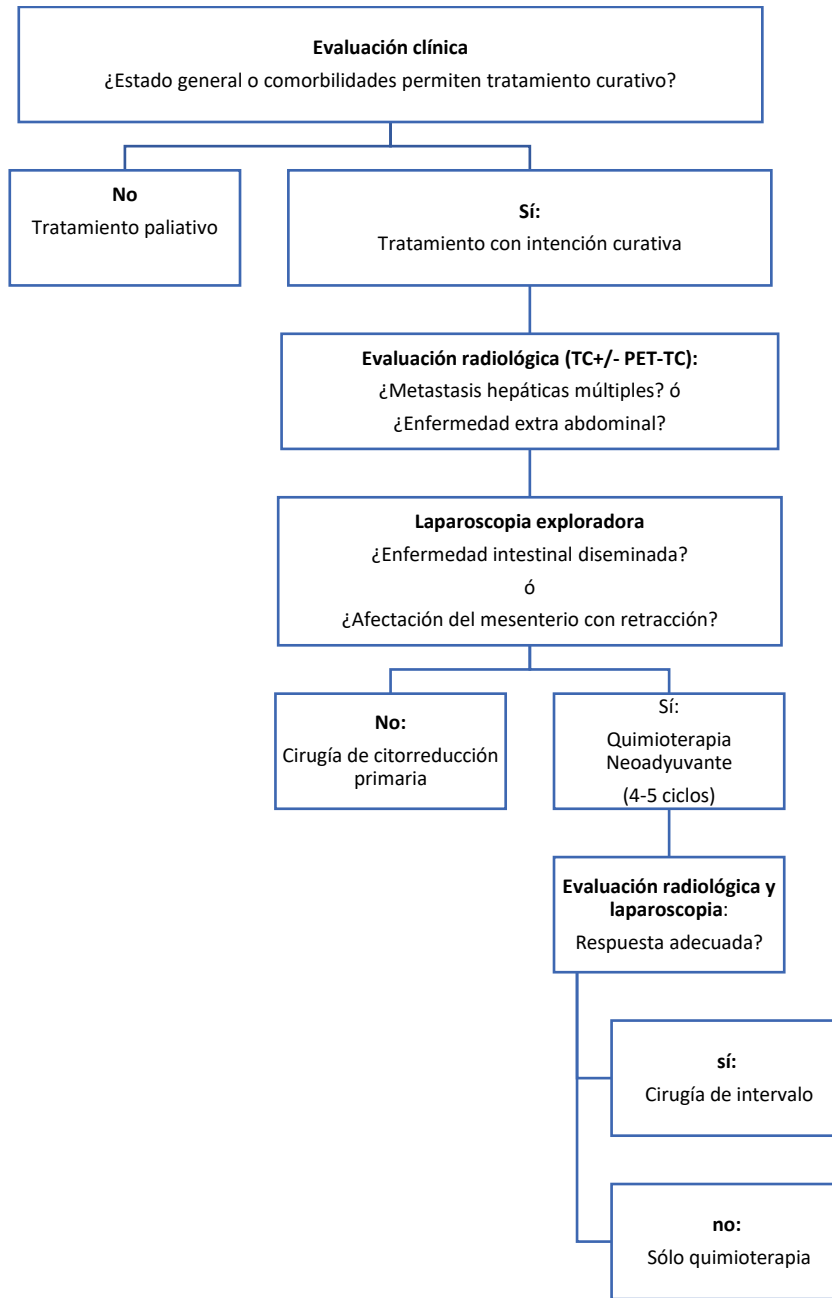 Evaluación clínica
¿Estado general o comorbilidades permiten tratamiento curativo?
No
Tratamiento paliativo
Sí:
Tratamiento con intención curativa
Evaluación radiológica (TC+/- PET-TC):
¿Metastasis hepáticas múltiples? ó
¿Enfermedad extra abdominal?
Laparoscopia exploradora
¿Enfermedad intestinal diseminada?
ó
¿Afectación del mesenterio con retracción?
No:
Cirugía de citorreducción
primaria
Sí:
Quimioterapia
Neoadyuvante
(4-5 ciclos)
Evaluación radiológica y
laparoscopia:
Respuesta adecuada?
sí:
Cirugía de intervalo
no:
Sólo quimioterapia